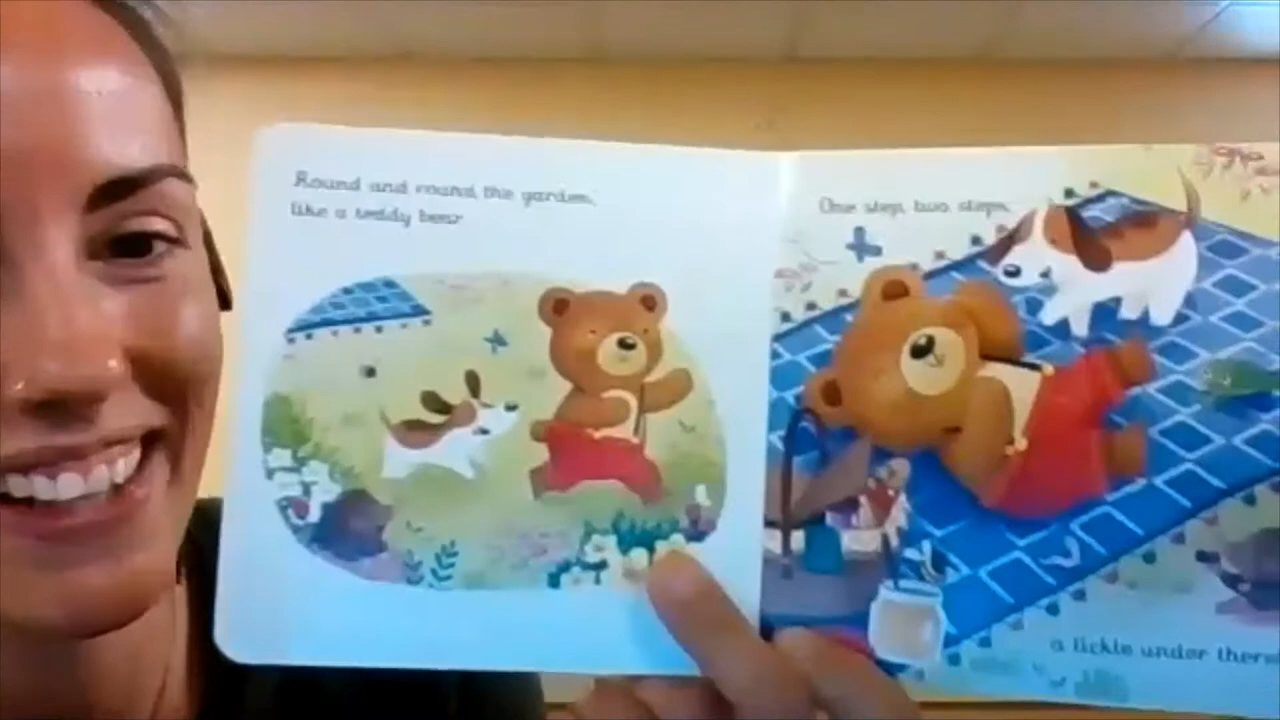 Round and round the garden,
like a teddy bear
One step, two steps,
a tickle under there